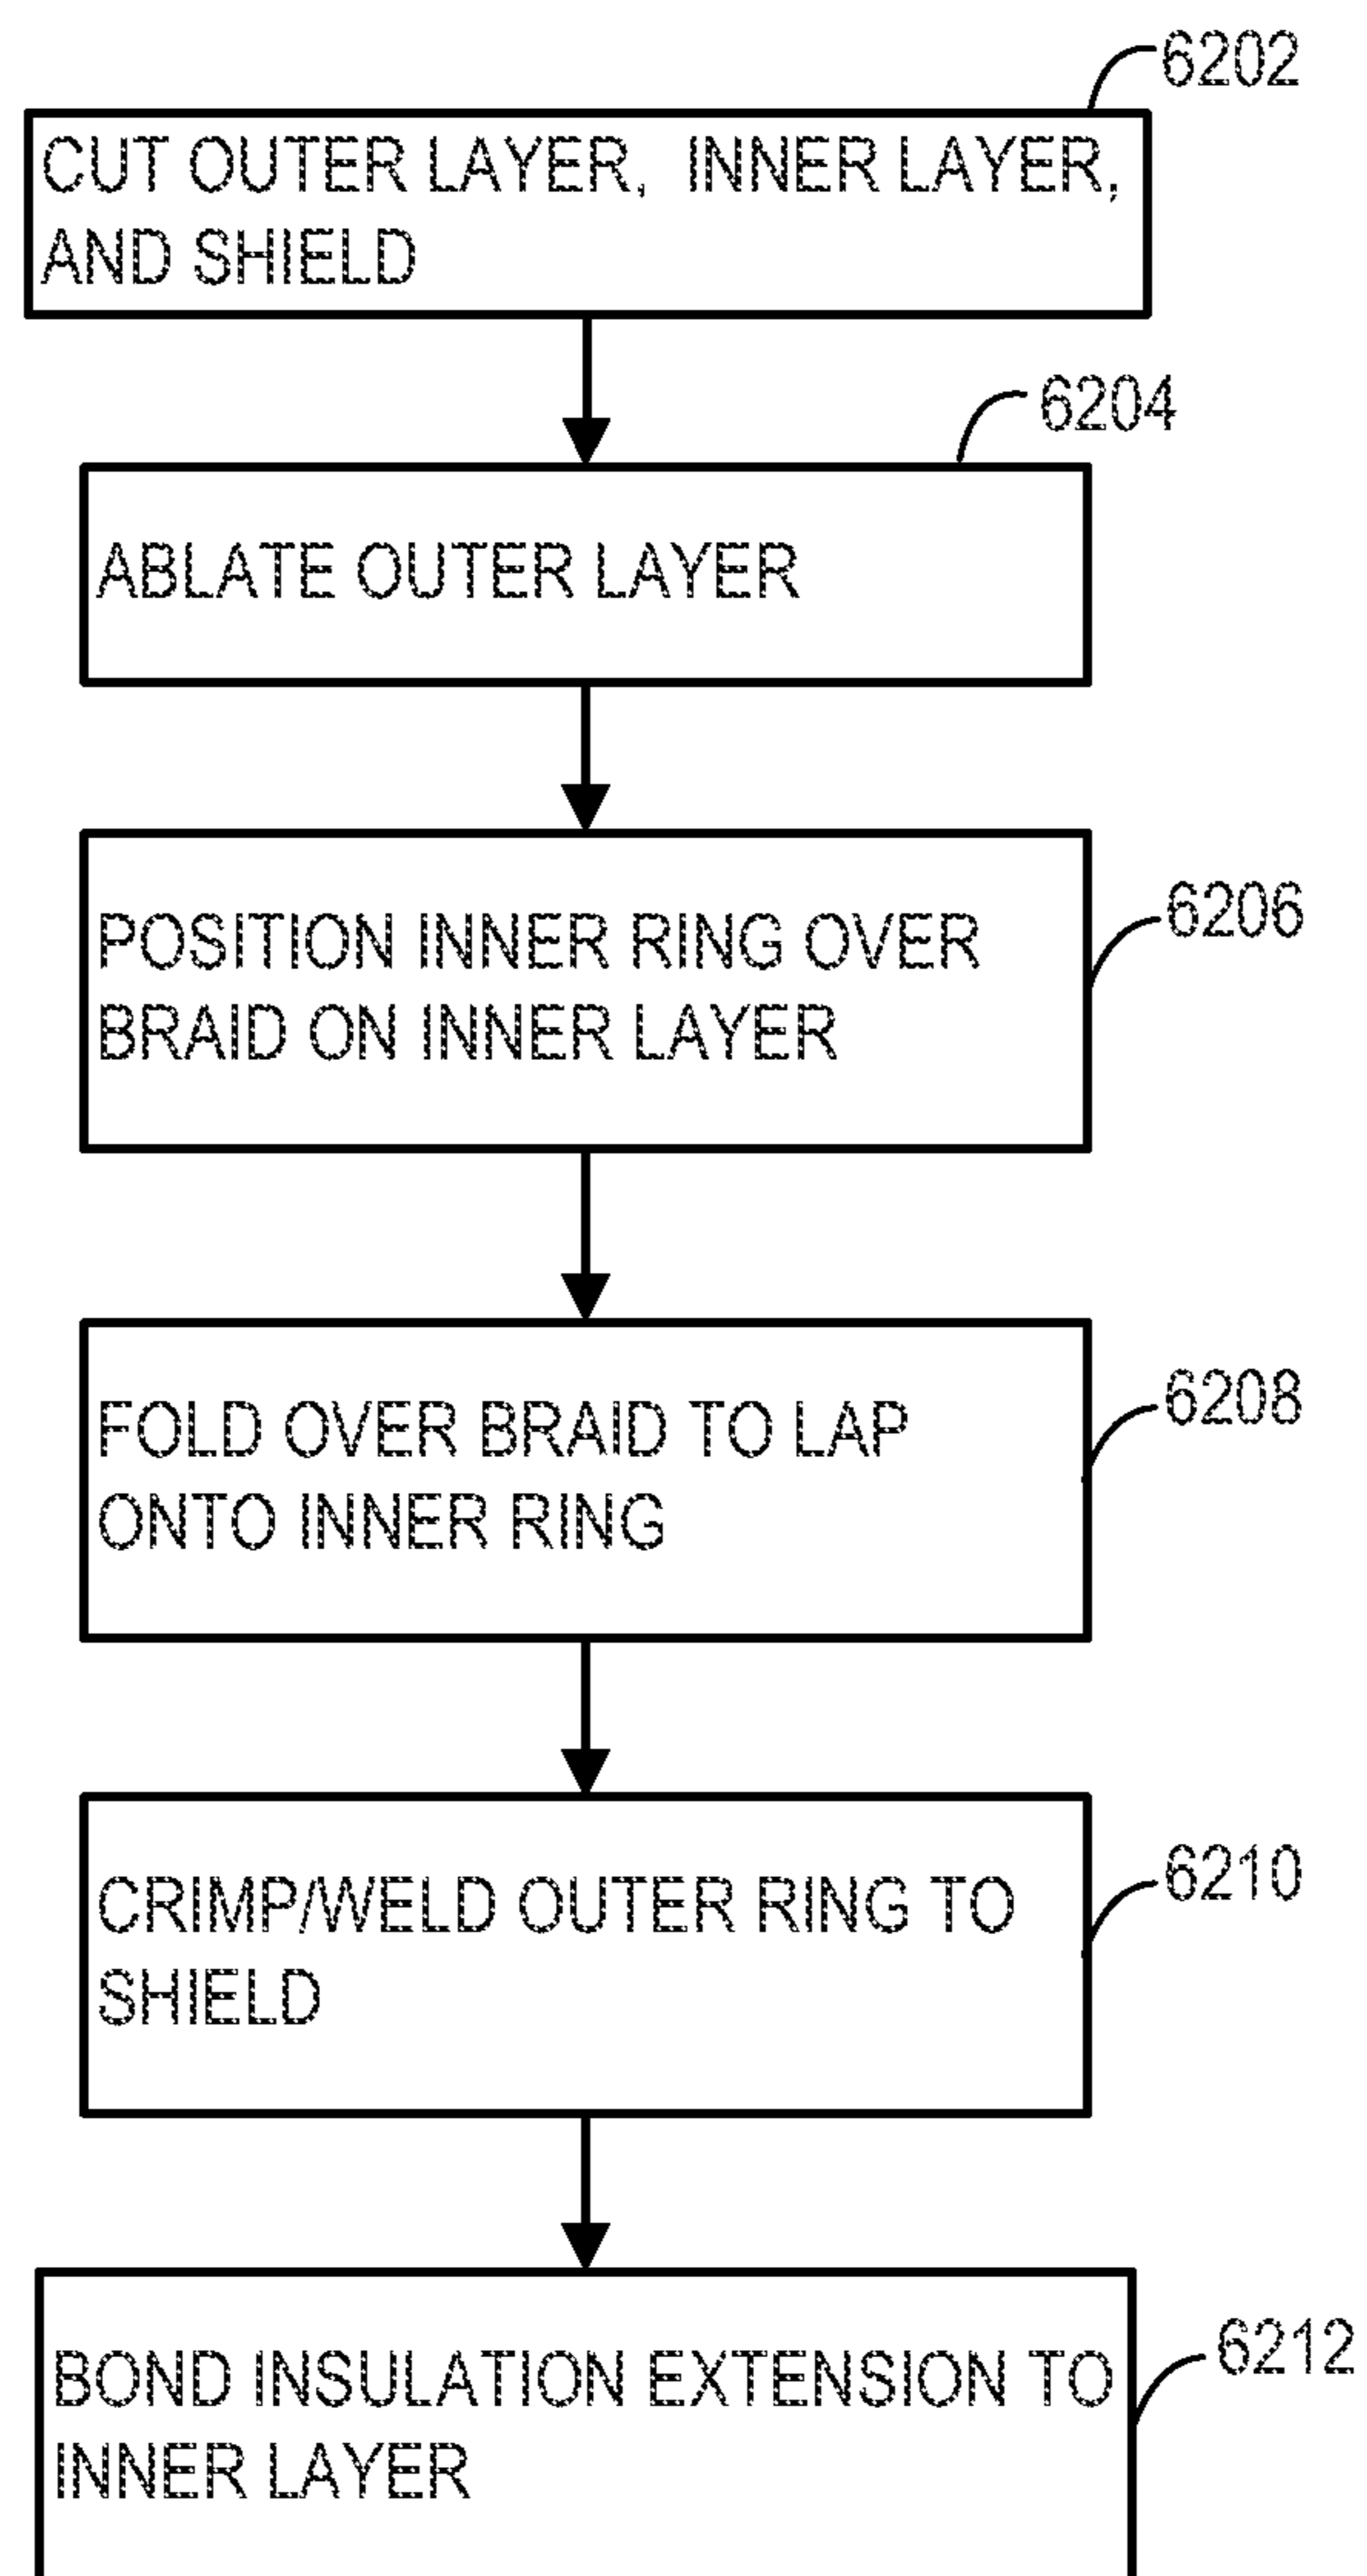 6202
CUT OUTER LAYER, INNER LAYER,
AND SHIELD
6204
ABLATE OUTER LAYER
POSITION INNER RING OVER
BRAID ON INNER LAYER
6206
FOLD OVER BRAID TO LAP
ONTO INNER RING
6208
CRIMP/WELD OUTER RING TO
SHIELD
6210
BOND INSULATION EXTENSION TO
INNER LAYER
6212